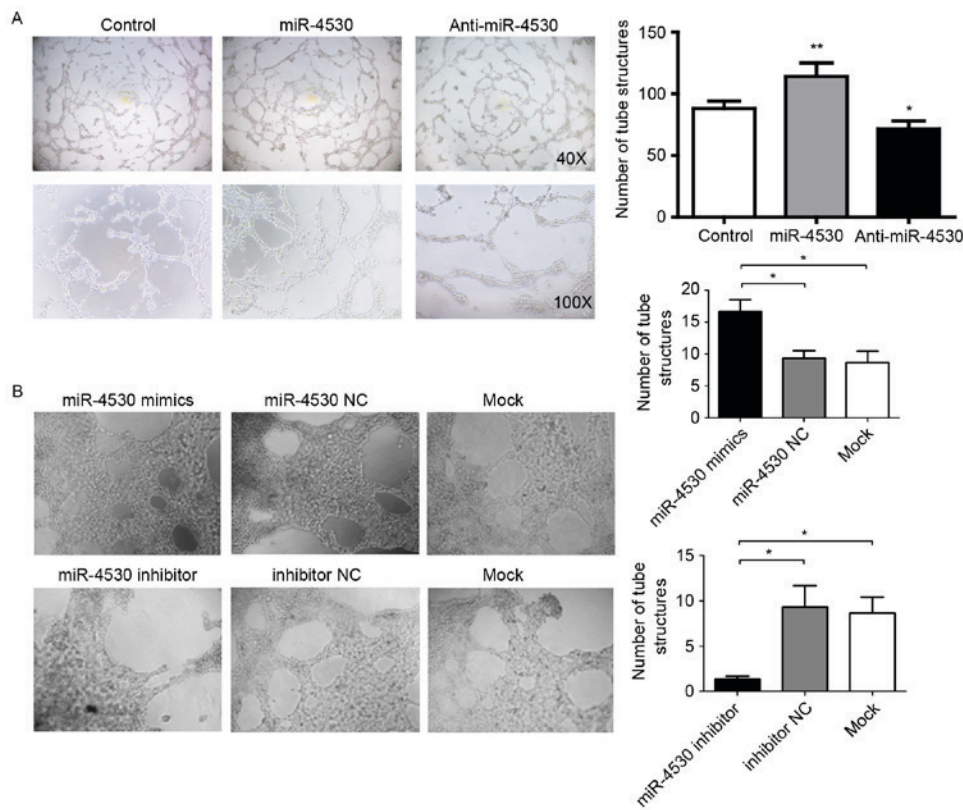 A
Control
miR-4530
Anti-miR-4530
40X
100X
Number of tube structures
150
100
50
0
**
*
Control
miR-4530
Anti-miR-4530
Number of tube
structures
20
15
10
5
0
*
*
miR-4530 mimics
miR-4530 NC
Mock
B
miR-4530 mimics
miR-4530 NC
Mock
miR-4530 inhibitor
inhibitor NC
Mock
Number of tube
structures
15
10
5
0
*
*
miR-4530 inhibitor
inhibitor NC
Mock